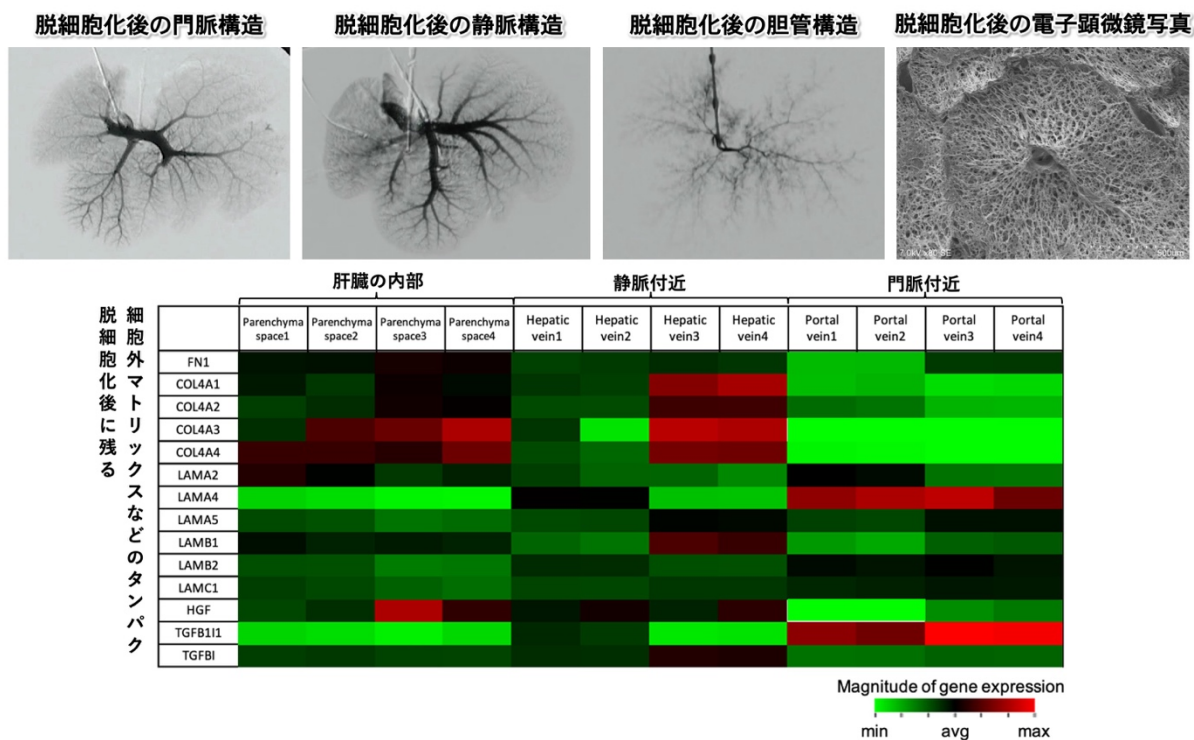 脱細胞化後の門脈構造
脱細胞化後の静脈構造
脱細胞化後の胆管構造
脱細胞化後の電子顕微鏡写真
500um
肝臓の内部
静脈付近
門脈付近
Parenchyma space1
Parenchyma space2
Parenchyma space3
Parenchyma space4
Hepatic vein1
Hepatic vein2
Hepatic vein3
Hepatic vein4
Portal vein1
Portal vein2
Portal vein3
Portal vein4
脱細胞化後に残る
細胞外マトリックスなどのタンパク
FN1
COL4A1
COL4A2
COL4A3
COL4A4
LAMA2
LAMA4
LAMA5
LAMB1
LAMB2
LAMC1
HGF
TGFB1I1
TGFBI
Magnitude of gene expression
min
avg
max